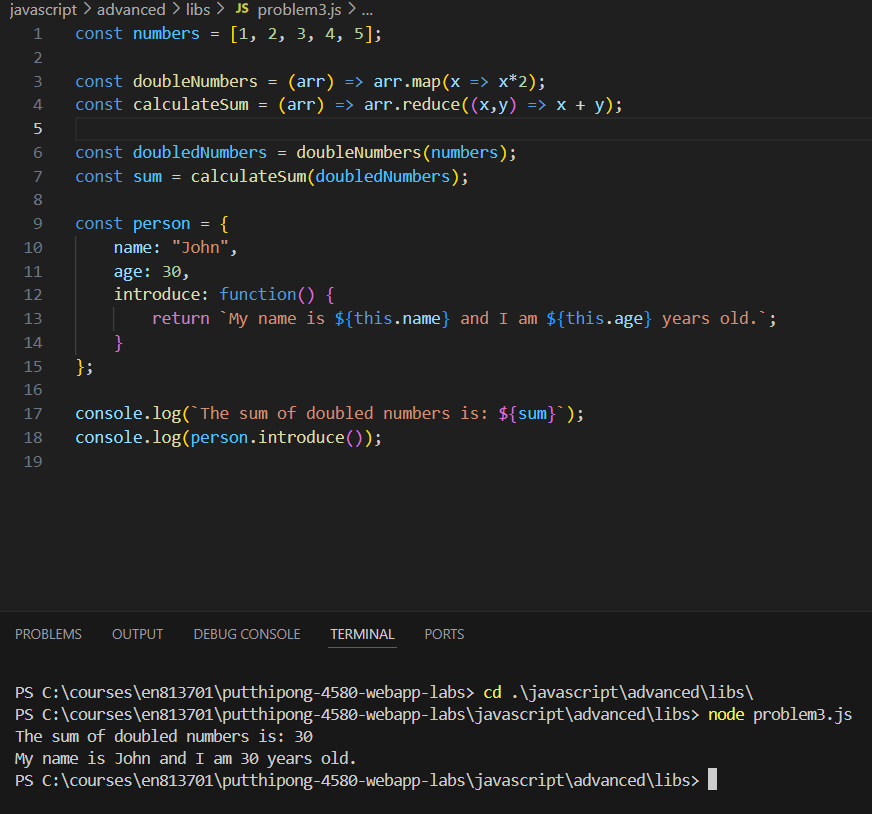 javascript > advanced > libs > JS problem3.js > ...
1 const numbers = [1, 2, 3, 4, 5];
2
3 const doubleNumbers = (arr) => arr.map(x => x*2);
4 const calculateSum = (arr) => arr.reduce((x,y) => x + y);
5
6 const doubledNumbers = doubleNumbers(numbers);
7 const sum = calculateSum(doubledNumbers);
8
9 const person = {
10     name: "John",
11     age: 30,
12     introduce: function() {
13         return `My name is ${this.name} and I am ${this.age} years old.`;
14     }
15 };
16
17 console.log(`The sum of doubled numbers is: ${sum}`);
18 console.log(person.introduce());
19
PROBLEMS OUTPUT DEBUG CONSOLE TERMINAL PORTS
PS C:\courses\en813701\putthipong-4580-webapp-labs> cd .\javascript\advanced\libs\
PS C:\courses\en813701\putthipong-4580-webapp-labs\javascript\advanced\libs> node problem3.js
The sum of doubled numbers is: 30
My name is John and I am 30 years old.
PS C:\courses\en813701\putthipong-4580-webapp-labs\javascript\advanced\libs>